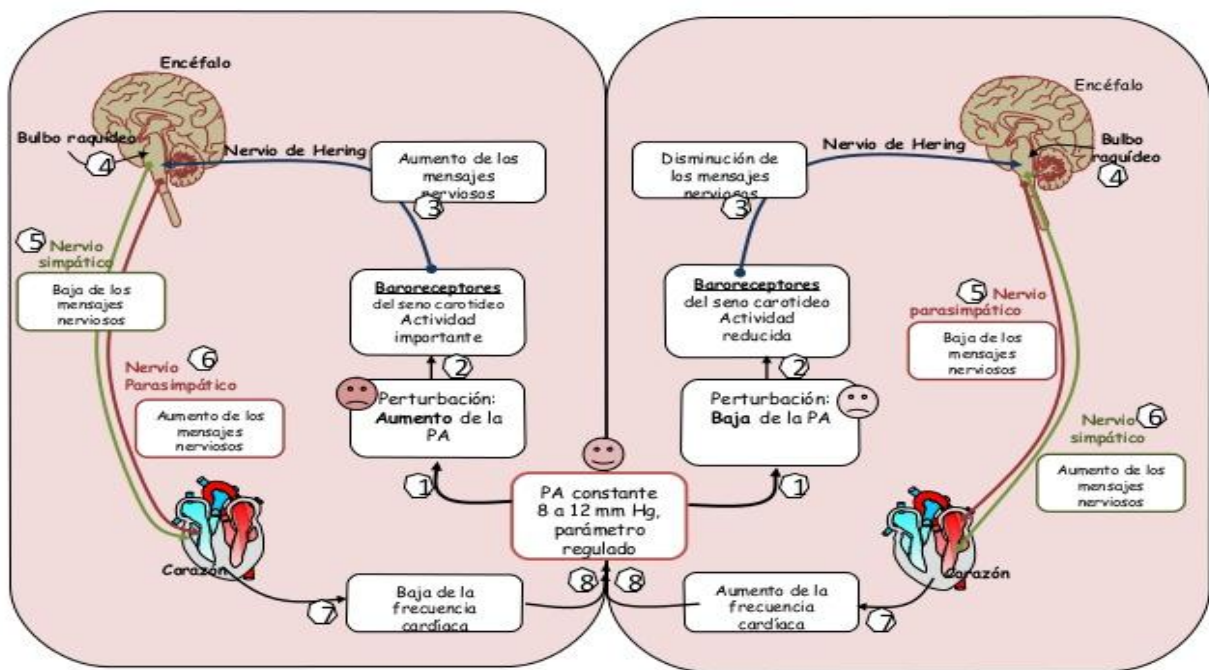 Encéfalo
Bulbo raquídeo
4
Nervio de Hering
Aumento de los
mensajes
nerviosos
3
5 Nervio
simpático
Baja de los
mensajes
nerviosos
Baroreceptores
del seno carotideo
Actividad
importante
2
Nervio 6
Parasimpático
Aumento de los
mensajes
nerviosos
Perturbación:
Aumento de la
PA
1
Corazón
7
Baja de la
frecuencia
cardíaca
8
PA constante
8 a 12 mm Hg,
parámetro
regulado
Encéfalo
Bulbo
raquídeo
4
Nervio de Hering
Disminución de
los mensajes
nerviosos
3
Baroreceptores
del seno carotideo
Actividad
reducida
2
5 Nervio
parasimpático
Baja de los
mensajes
nerviosos
Perturbación:
Baja de la PA
1
Nervio 6
simpático
Aumento de los
mensajes
nerviosos
Corazón
7
Aumento de la
frecuencia
cardíaca
8